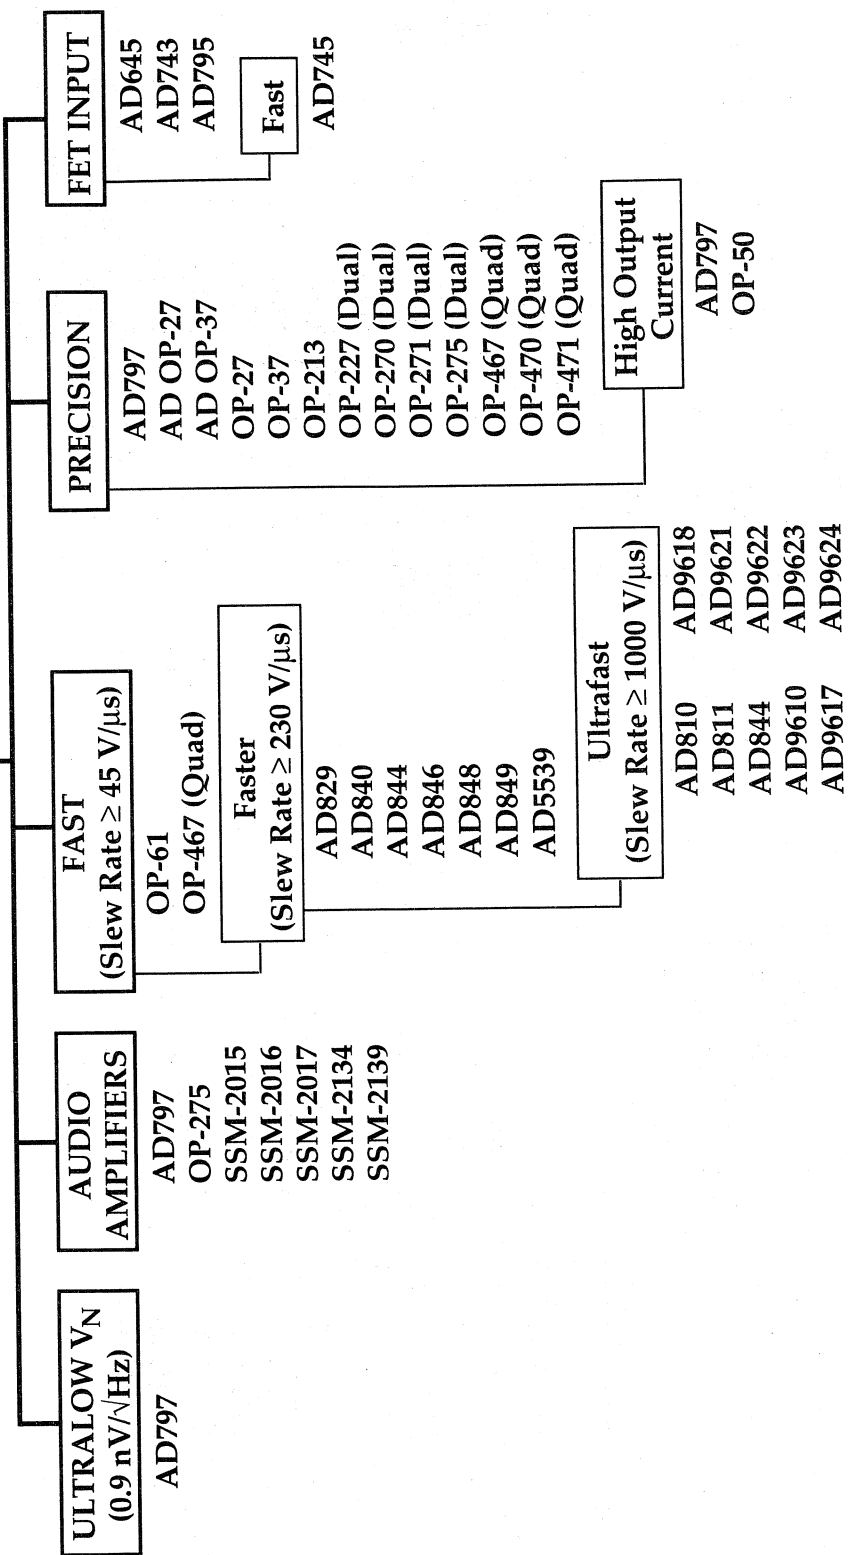 ULTRALOW VN
(0.9 nV/√Hz)
AD797
AUDIO
AMPLIFIERS
AD797
OP-275
SSM-2015
SSM-2016
SSM-2017
SSM-2134
SSM-2139
FAST
(Slew Rate ≥ 45 V/µs)
OP-61
OP-467 (Quad)
Faster
(Slew Rate ≥ 230 V/µs)
AD829
AD840
AD844
AD846
AD848
AD849
AD5539
Ultrafast
(Slew Rate ≥ 1000 V/µs)
AD810 AD9618
AD811 AD9621
AD844 AD9622
AD9610 AD9623
AD9617 AD9624
PRECISION
AD797
AD OP-27
AD OP-37
OP-27
OP-37
OP-213
OP-227 (Dual)
OP-270 (Dual)
OP-271 (Dual)
OP-275 (Dual)
OP-467 (Quad)
OP-470 (Quad)
OP-471 (Quad)
High Output
Current
AD797
OP-50
FET INPUT
AD645
AD743
AD795
Fast
AD745